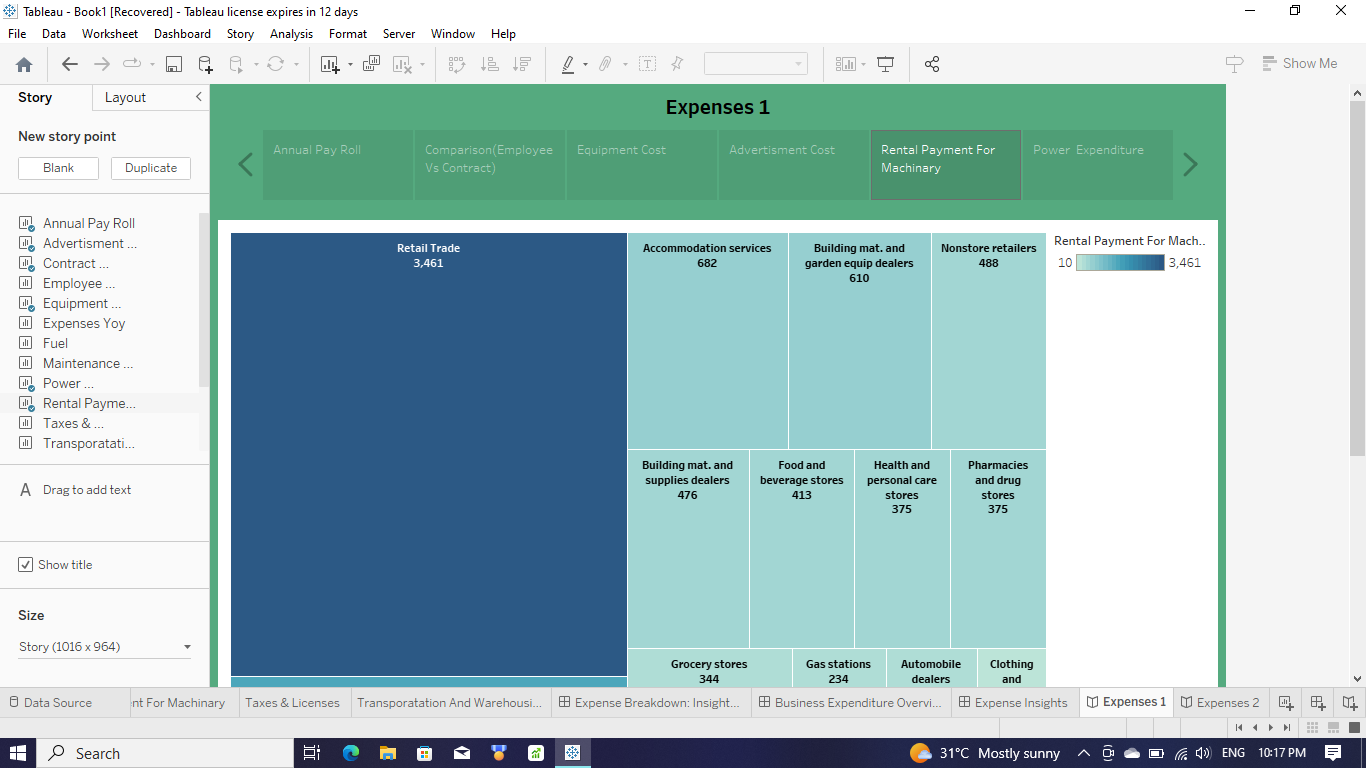 Tableau - Book1 [Recovered] - Tableau license expires in 12 days
File Data Worksheet Dashboard Story Analysis Format Server Window Help
Show Me
Story Layout
New story point
Blank Duplicate
Annual Pay Roll
Advertisment ...
Contract ...
Employee ...
Equipment ...
Expenses Yoy
Fuel
Maintenance ...
Power ...
Rental Payme...
Taxes & ...
Transporatati...
A Drag to add text
Show title
Size
Story (1016 x 964)
Expenses 1
Annual Pay Roll
Comparison(Employee
Vs Contract)
Equipment Cost
Advertisment Cost
Rental Payment For
Machinary
Power Expenditure
Retail Trade
3,461
Accommodation services
682
Building mat. and
garden equip dealers
610
Nonstore retailers
488
Building mat. and
supplies dealers
476
Food and
beverage stores
413
Health and
personal care
stores
375
Pharmacies
and drug
stores
375
Grocery stores
344
Gas stations
234
Automobile
dealers
Clothing
and
Rental Payment For Mach..
10 3,461
Data Source nt For Machinary Taxes & Licenses Transportation And Warehousi... Expense Breakdown: Insight... Business Expenditure Overvi... Expense Insights Expenses 1 Expenses 2
Search
31°C Mostly sunny
ENG 10:17 PM